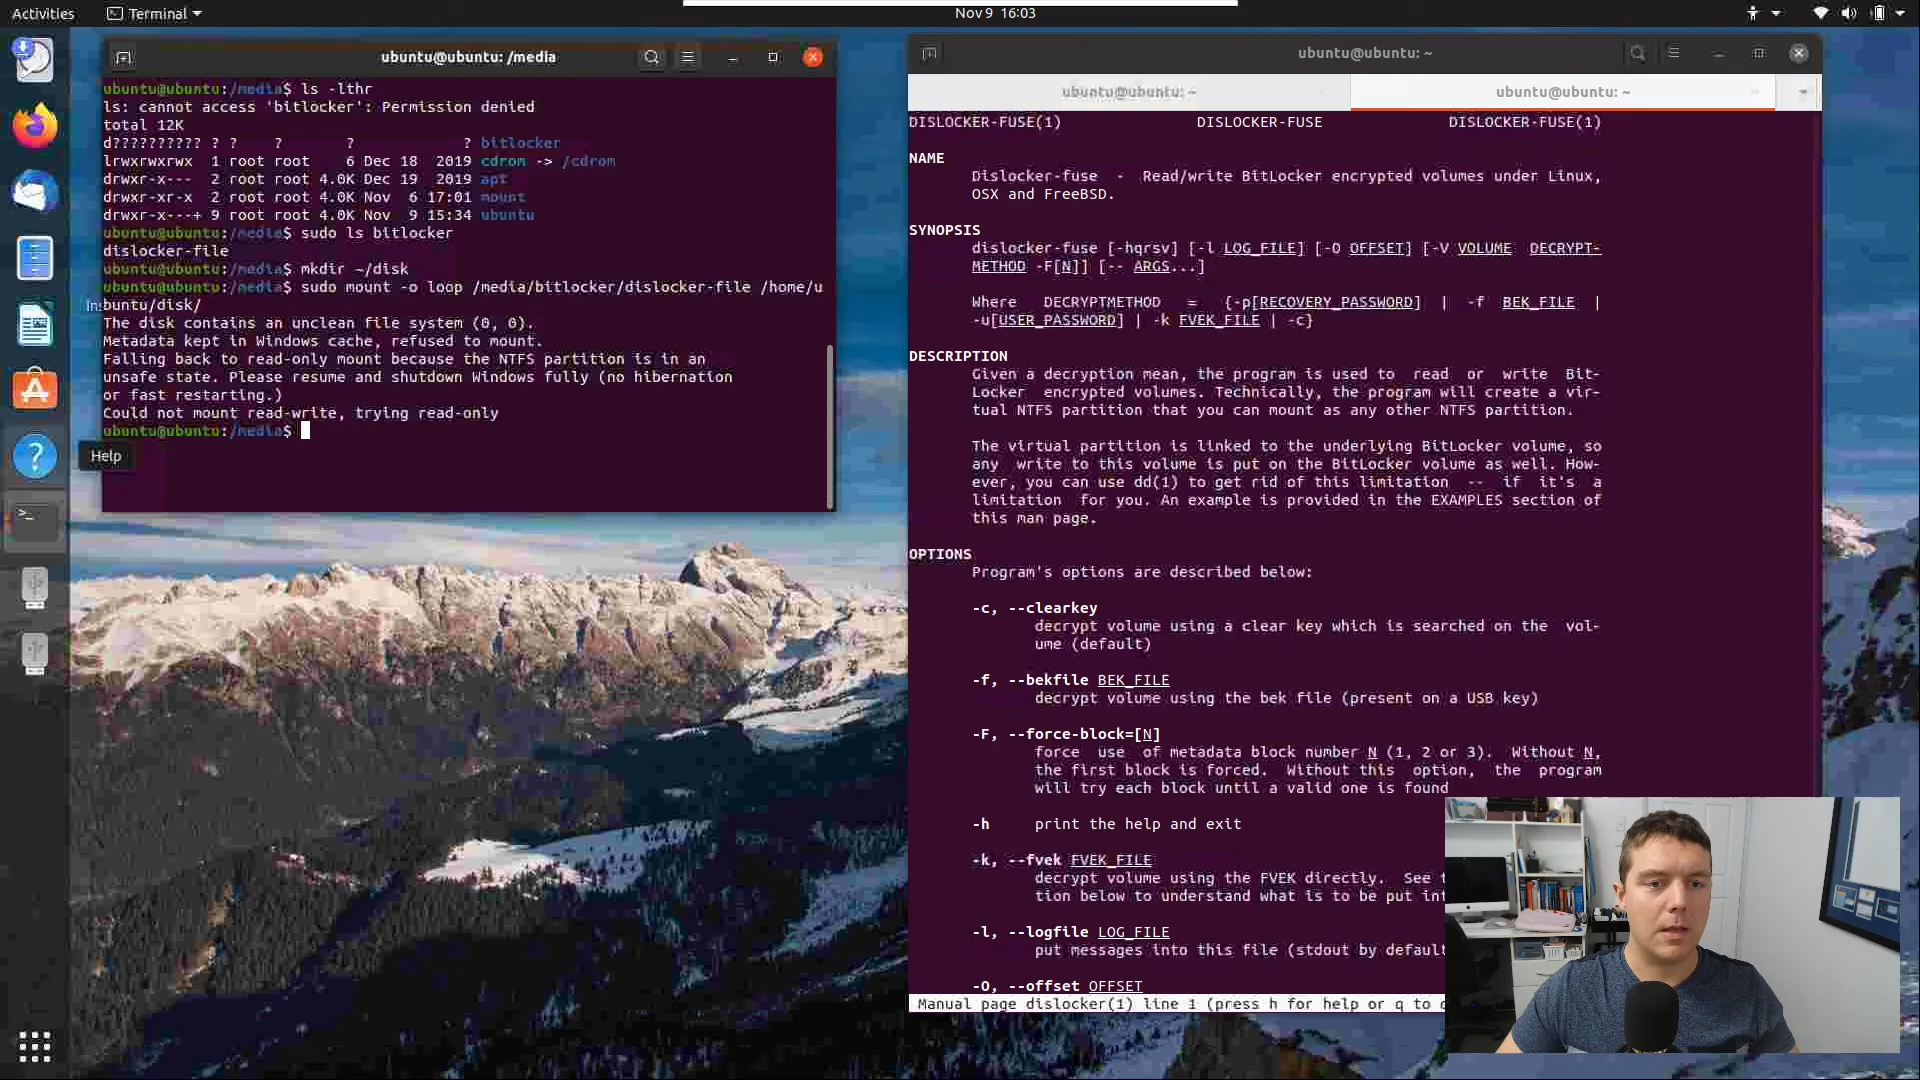 Activities
Terminal
Nov 9 16:03
ubuntu@ubuntu: /media
ubuntu@ubuntu:/media$ ls -lthr
ls: cannot access 'bitlocker': Permission denied
total 12K
d?????????? ? ?    ?       ?            ? bitlocker
lrwxrwxrwx  1 root root    6 Dec 18  2019 cdrom -> /cdrom
drwxr-x---  2 root root 4.0K Dec 19  2019 apt
drwxr-xr-x  2 root root 4.0K Nov  6 17:01 mount
drwxr-x---+ 9 root root 4.0K Nov  9 15:34 ubuntu
ubuntu@ubuntu:/media$ sudo ls bitlocker
dislocker-file
ubuntu@ubuntu:/media$ mkdir ~/disk
ubuntu@ubuntu:/media$ sudo mount -o loop /media/bitlocker/dislocker-file /home/u
buntu/disk/
The disk contains an unclean file system (0, 0).
Metadata kept in Windows cache, refused to mount.
Falling back to read-only mount because the NTFS partition is in an
unsafe state. Please resume and shutdown Windows fully (no hibernation
or fast restarting.)
Could not mount read-write, trying read-only
ubuntu@ubuntu:/media$
Ins
Help
ubuntu@ubuntu: ~
ubuntu@ubuntu: ~
ubuntu@ubuntu: ~
DISLOCKER-FUSE(1) DISLOCKER-FUSE DISLOCKER-FUSE(1)
NAME
Dislocker-fuse - Read/write BitLocker encrypted volumes under Linux,
OSX and FreeBSD.
SYNOPSIS
dislocker-fuse [-hqrsv] [-l LOG_FILE] [-O OFFSET] [-V VOLUME DECRYPT-
METHOD -F[N]] [-- ARGS...]
Where DECRYPTMETHOD = {-p[RECOVERY_PASSWORD] | -f BEK_FILE |
-u[USER_PASSWORD] | -k FVEK_FILE | -c}
DESCRIPTION
Given a decryption mean, the program is used to read or write Bit-
Locker encrypted volumes. Technically, the program will create a vir-
tual NTFS partition that you can mount as any other NTFS partition.
The virtual partition is linked to the underlying BitLocker volume, so
any write to this volume is put on the BitLocker volume as well. How-
ever, you can use dd(1) to get rid of this limitation -- if it's a
limitation for you. An example is provided in the EXAMPLES section of
this man page.
OPTIONS
Program's options are described below:
-c, --clearkey
decrypt volume using a clear key which is searched on the vol-
ume (default)
-f, --bekfile BEK_FILE
decrypt volume using the bek file (present on a USB key)
-F, --force-block=[N]
force use of metadata block number N (1, 2 or 3). Without N,
the first block is forced. Without this option, the program
will try each block until a valid one is found
-h print the help and exit
-k, --fvek FVEK_FILE
decrypt volume using the FVEK directly. See t
tion below to understand what is to be put int
-l, --logfile LOG_FILE
put messages into this file (stdout by default
-O, --offset OFFSET
Manual page dislocker(1) line 1 (press h for help or q to q